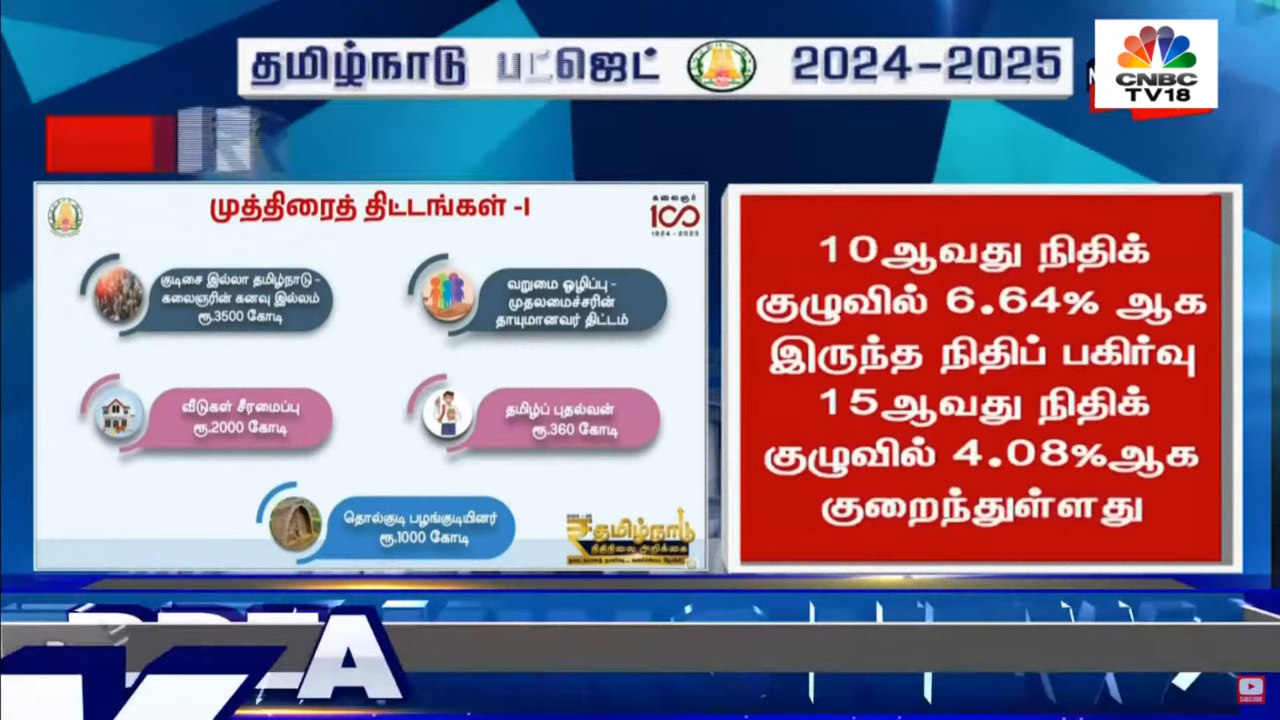 தமிழ்நாடு பட்ஜெட் 2024-2025
CNBC
TV18
முத்திரைத் திட்டங்கள் -I
கலைஞர்
100
1924 - 2023
குடிசை இல்லா தமிழ்நாடு -
கலைஞரின் கனவு இல்லம்
ரூ.3500 கோடி
வறுமை ஒழிப்பு -
முதலமைச்சரின்
தாயுமானவர் திட்டம்
வீடுகள் சீரமைப்பு
ரூ.2000 கோடி
தமிழ்ப் புதல்வன்
ரூ.360 கோடி
தொல்குடி பழங்குடியினர்
ரூ.1000 கோடி
தமிழ்நாடு
நிதிநிலை அறிக்கை
10ஆவது நிதிக்
குழுவில் 6.64% ஆக
இருந்த நிதிப் பகிர்வு
15ஆவது நிதிக்
குழுவில் 4.08%ஆக
குறைந்துள்ளது
SUBSCRIBE